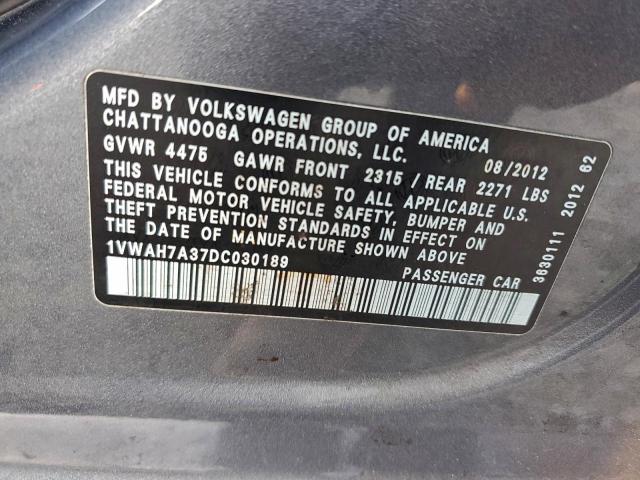 MFD BY VOLKSWAGEN GROUP OF AMERICA
CHATTANOOGA OPERATIONS, LLC.
08/2012
GVWR 4475 GAWR FRONT 2315 / REAR 2271 LBS
THIS VEHICLE CONFORMS TO ALL APPLICABLE U.S.
FEDERAL MOTOR VEHICLE SAFETY, BUMPER AND
THEFT PREVENTION STANDARDS IN EFFECT ON
THE DATE OF MANUFACTURE SHOWN ABOVE
1VWAH7A37DC030189
PASSENGER CAR
3630111 2012 62